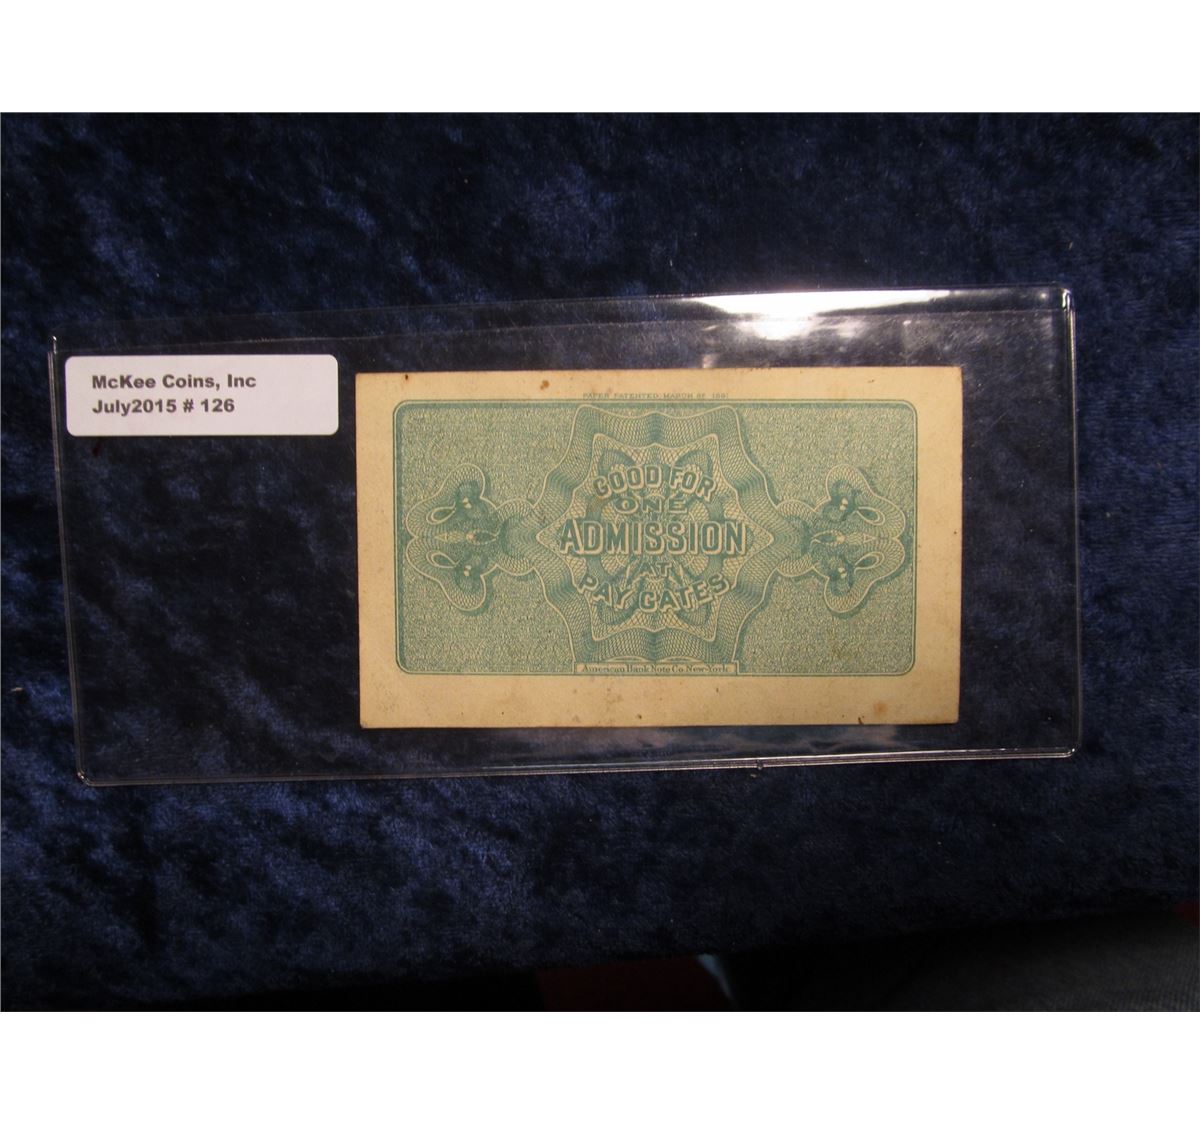 McKee Coins, Inc
July2015 # 126
PAPER PATENTED, MARCH
GOOD FOR
ONE
ADMISSION
AT
PAY GATES
American Bank Note Co New-York